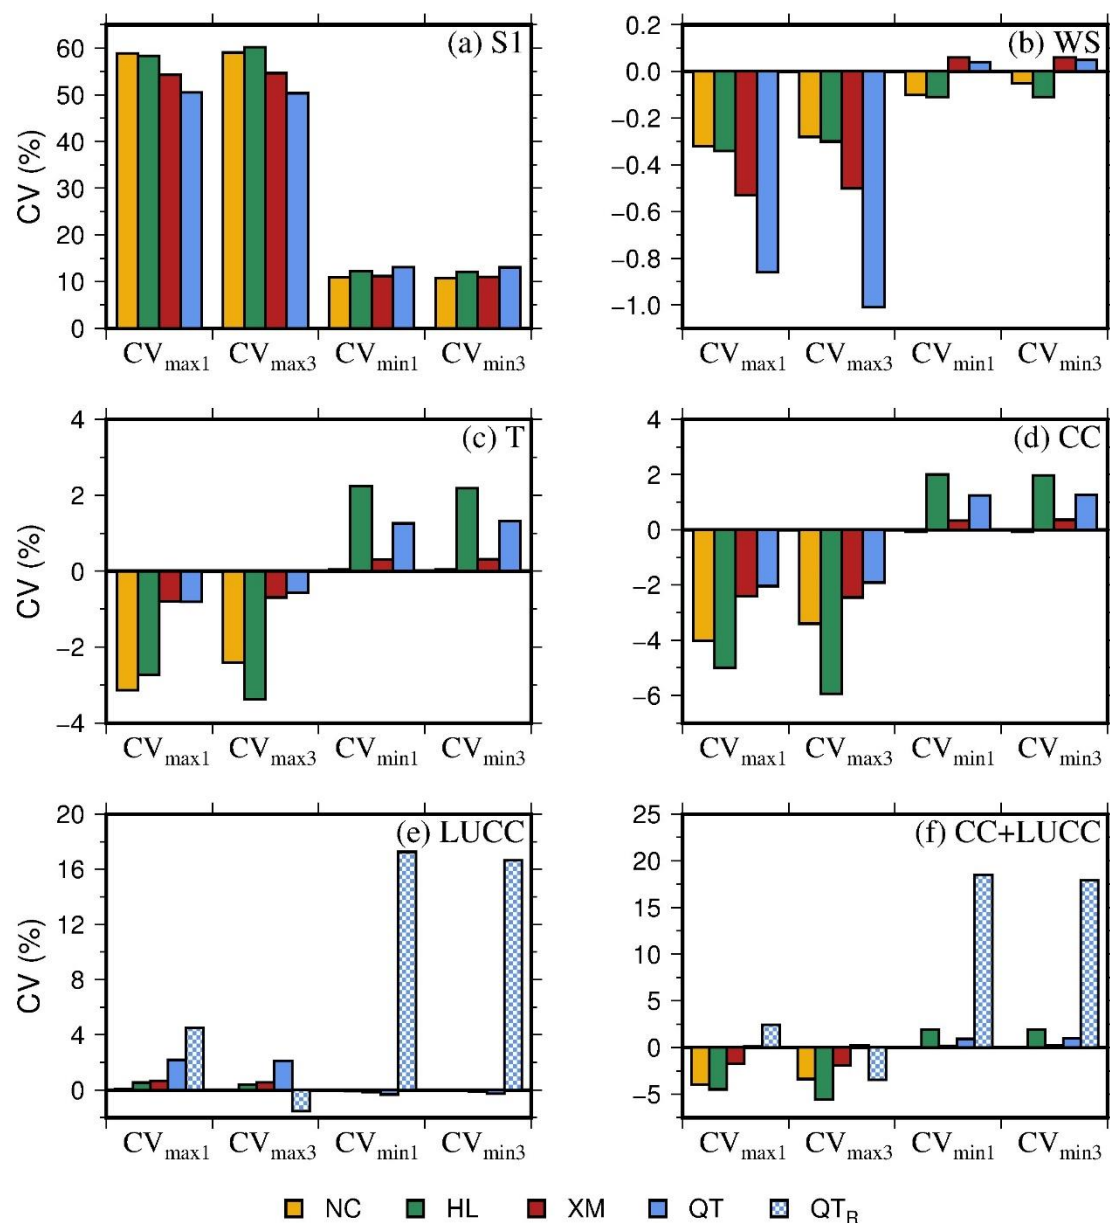 (a) S1
CV (%)
60
50
40
30
20
10
0
CVmax1 CVmax3 CVmin1 CVmin3
(b) WS
0.2
0.0
−0.2
−0.4
−0.6
−0.8
−1.0
CVmax1 CVmax3 CVmin1 CVmin3
(c) T
CV (%)
4
2
0
−2
−4
CVmax1 CVmax3 CVmin1 CVmin3
(d) CC
4
2
0
−2
−4
−6
CVmax1 CVmax3 CVmin1 CVmin3
(e) LUCC
CV (%)
20
16
12
8
4
0
CVmax1 CVmax3 CVmin1 CVmin3
(f) CC+LUCC
25
20
15
10
5
0
−5
CVmax1 CVmax3 CVmin1 CVmin3
NC HL XM QT QTR